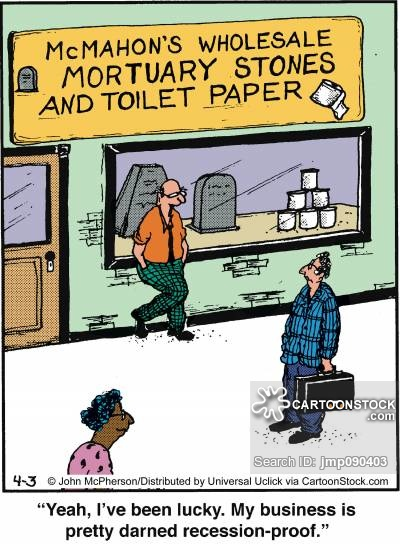 McMAHON'S WHOLESALE
MORTUARY STONES
AND TOILET PAPER
CARTOONSTOCK
.com
Search ID: jmp090403
4-3
© John McPherson/Distributed by Universal Uclick via CartoonStock.com
“Yeah, I’ve been lucky. My business is
pretty darned recession-proof.”